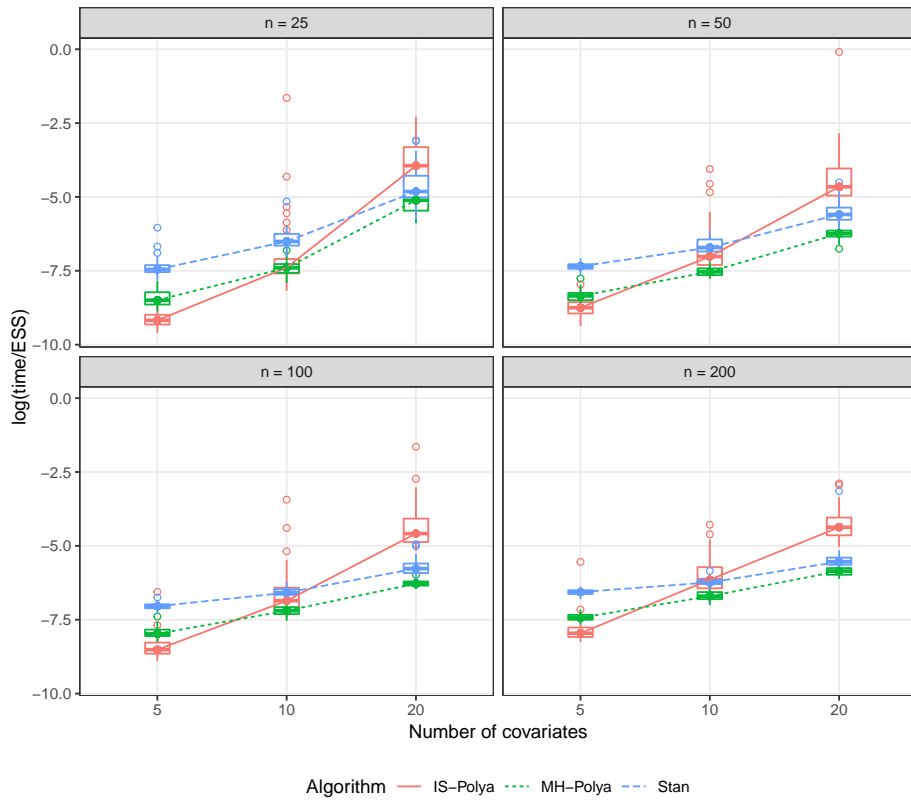 n = 25
n = 50
0.0
−2.5
−5.0
−7.5
−10.0
n = 100
n = 200
0.0
−2.5
−5.0
−7.5
−10.0
5
10
20
5
10
20
log(time/ESS)
Number of covariates
Algorithm IS−Polya MH−Polya Stan